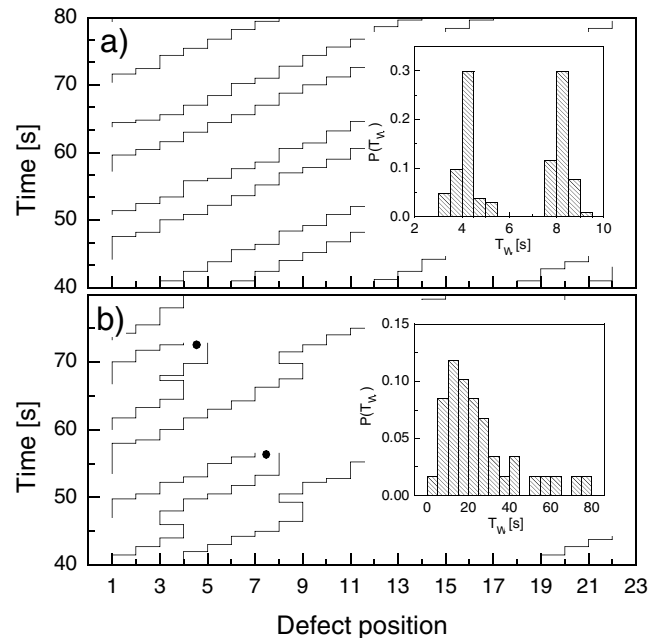 a)
Time [s]
80
70
60
50
40
P(T_W)
0.3
0.2
0.1
0.0
2 4 6 8 10
T_W [s]
b)
Time [s]
70
60
50
40
P(T_W)
0.15
0.10
0.05
0.00
0 20 40 60 80
T_W [s]
1 3 5 7 9 11 13 15 17 19 21 23
Defect position